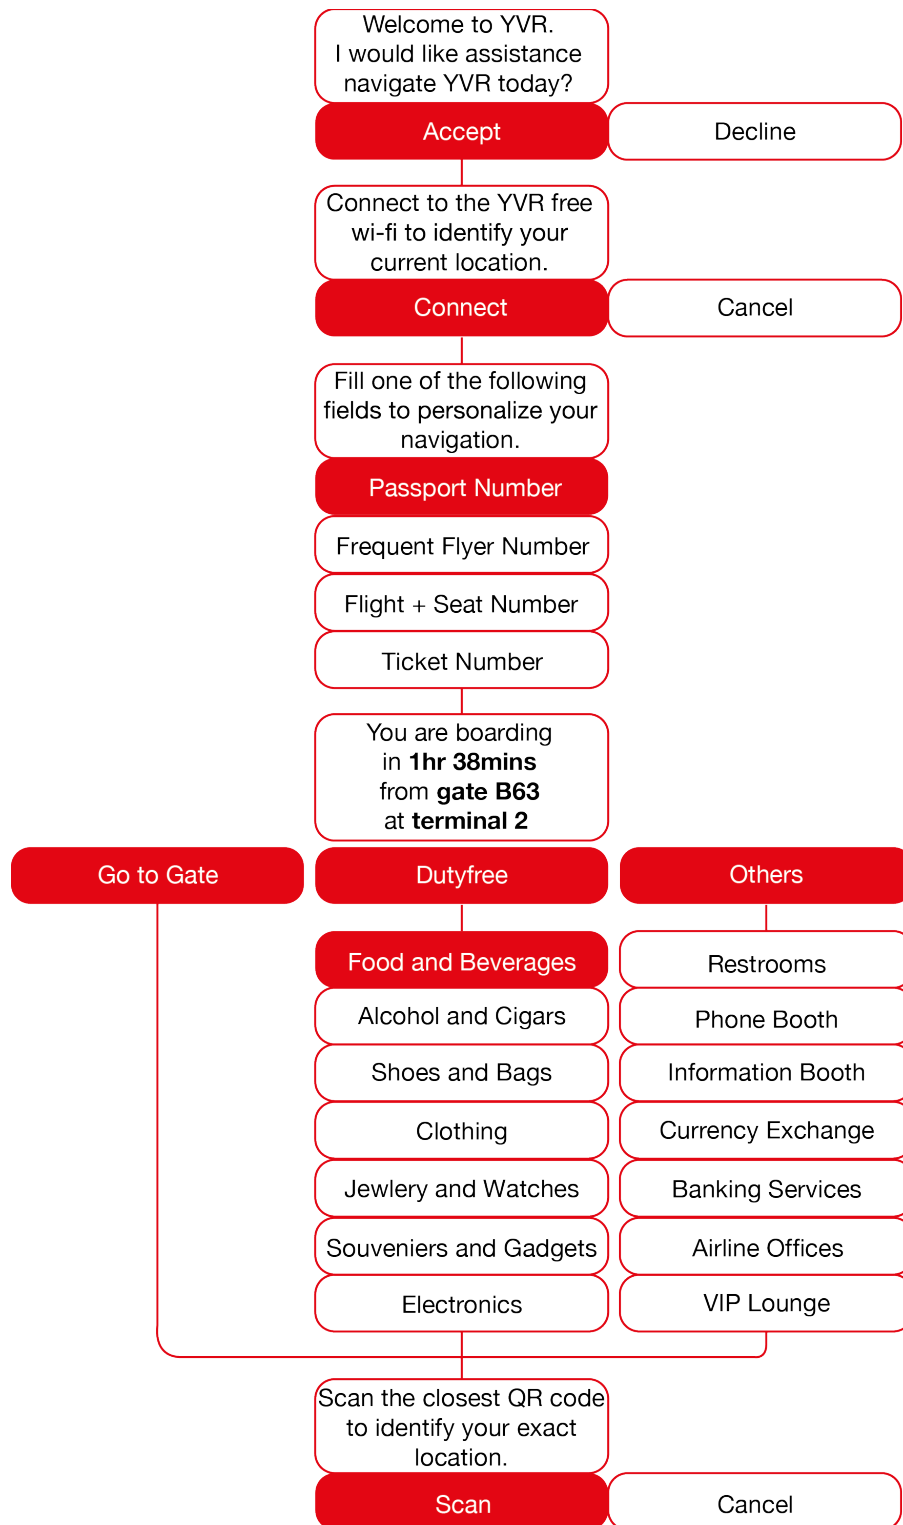 Welcome to YVR.
I would like assistance
navigate YVR today?
Accept
Decline
Connect to the YVR free
wi-fi to identify your
current location.
Connect
Cancel
Fill one of the following
fields to personalize your
navigation.
Passport Number
Frequent Flyer Number
Flight + Seat Number
Ticket Number
You are boarding
in 1hr 38mins
from gate B63
at terminal 2
Go to Gate
Dutyfree
Others
Food and Beverages
Alcohol and Cigars
Shoes and Bags
Clothing
Jewlery and Watches
Souveniers and Gadgets
Electronics
Restrooms
Phone Booth
Information Booth
Currency Exchange
Banking Services
Airline Offices
VIP Lounge
Scan the closest QR code
to identify your exact
location.
Scan
Cancel